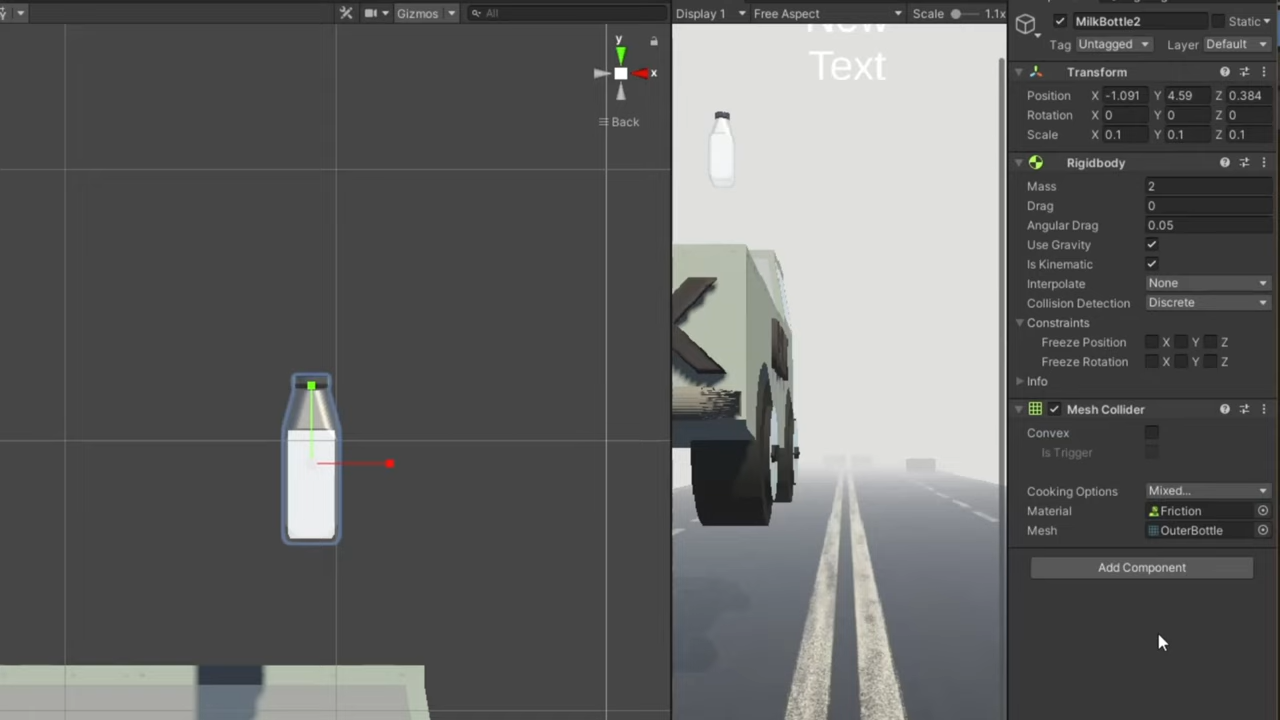 Gizmos
All
y
x
Back
Display 1
Free Aspect
Scale
1.1x
Text
K
MilkBottle2
Static
Tag
Untagged
Layer
Default
Transform
Position X -1.091 Y 4.59 Z 0.384
Rotation X 0 Y 0 Z 0
Scale X 0.1 Y 0.1 Z 0.1
Rigidbody
Mass 2
Drag 0
Angular Drag 0.05
Use Gravity
Is Kinematic
Interpolate None
Collision Detection Discrete
Constraints
Freeze Position X Y Z
Freeze Rotation X Y Z
Info
Mesh Collider
Convex
Is Trigger
Cooking Options Mixed...
Material Friction
Mesh OuterBottle
Add Component